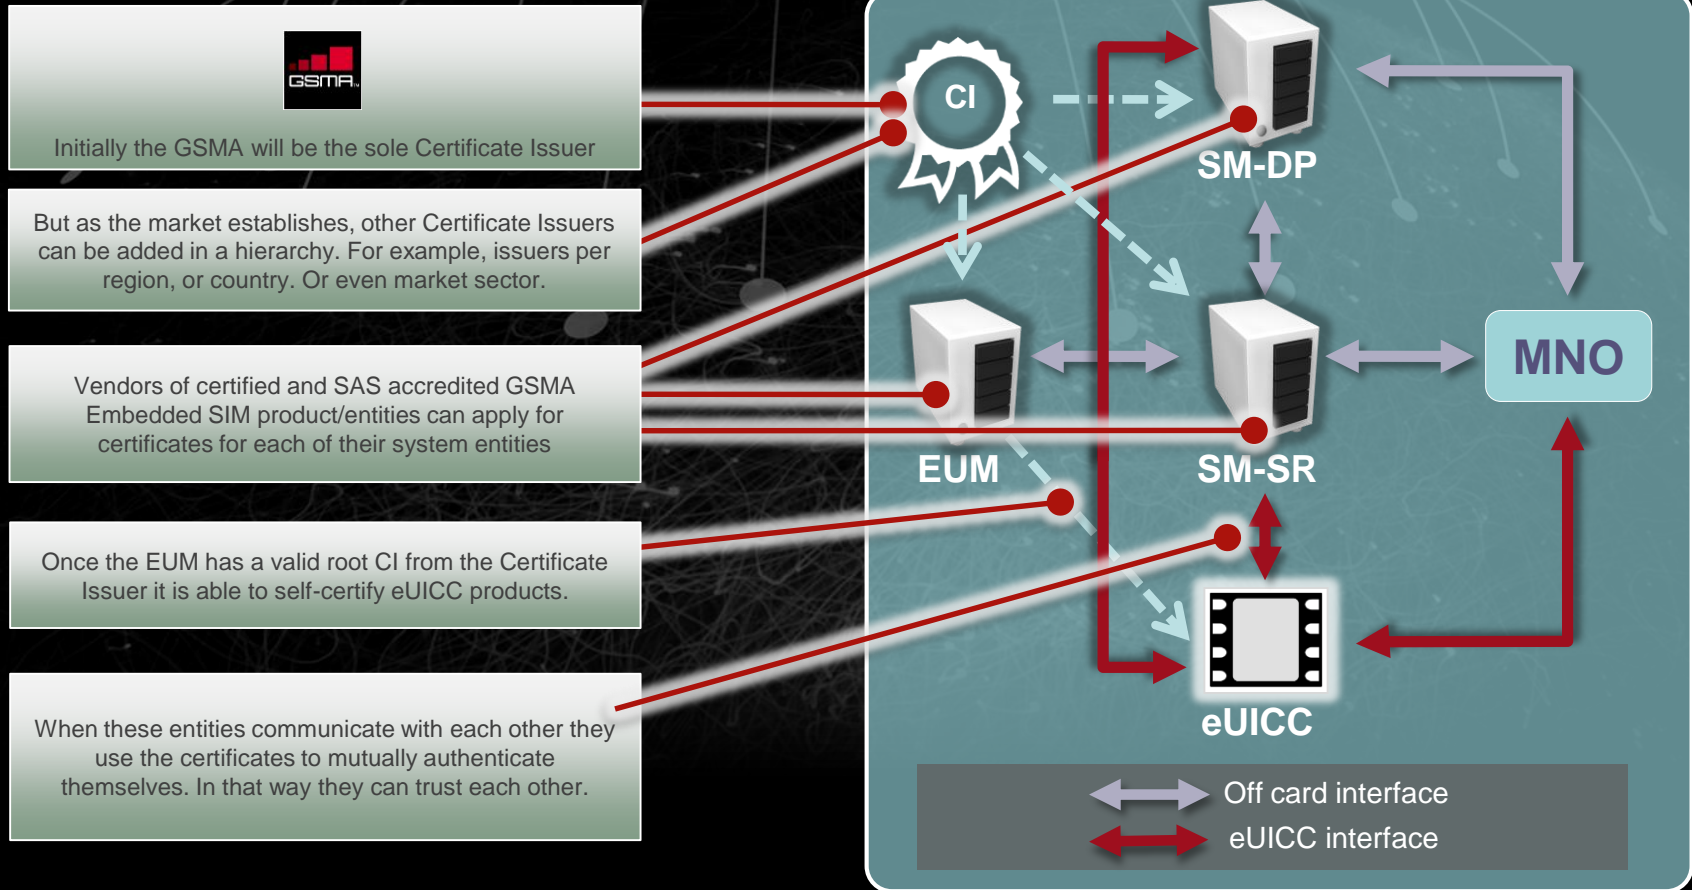 GSMA™
Initially the GSMA will be the sole Certificate Issuer
But as the market establishes, other Certificate Issuers
can be added in a hierarchy. For example, issuers per
region, or country. Or even market sector.
Vendors of certified and SAS accredited GSMA
Embedded SIM product/entities can apply for
certificates for each of their system entities
Once the EUM has a valid root CI from the Certificate
Issuer it is able to self-certify eUICC products.
When these entities communicate with each other they
use the certificates to mutually authenticate
themselves. In that way they can trust each other.
CI
SM-DP
MNO
EUM
SM-SR
eUICC
Off card interface
eUICC interface